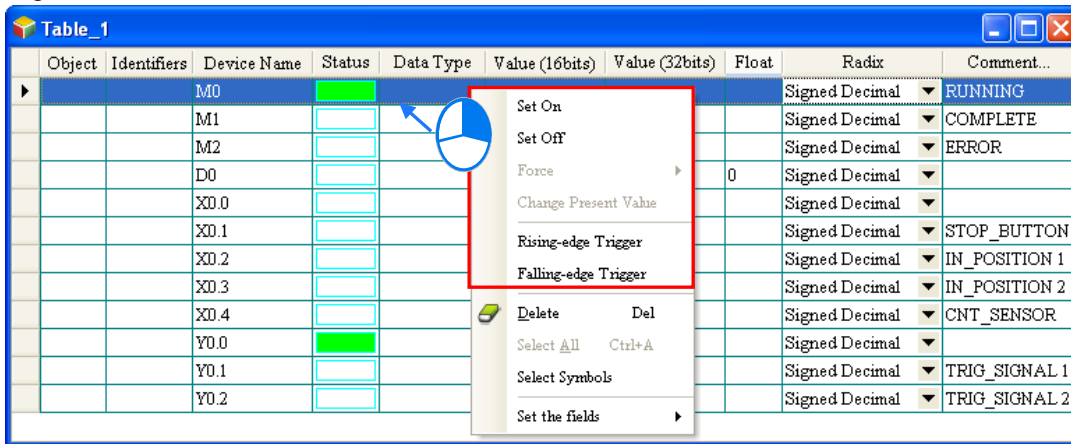 Table_1
Object Identifiers Device Name Status Data Type Value (16bits) Value (32bits) Float Radix Comment...
M0 Signed Decimal RUNNING
Set On
M1 Signed Decimal COMPLETE
Set Off
M2 Signed Decimal ERROR
Force
D0 0 Signed Decimal
Change Present Value
X0.0 Signed Decimal
X0.1 Signed Decimal STOP_BUTTON
Rising-edge Trigger
X0.2 Signed Decimal IN_POSITION 1
Falling-edge Trigger
X0.3 Signed Decimal IN_POSITION 2
Delete Del
X0.4 Signed Decimal CNT_SENSOR
Select All Ctrl+A
Y0.0 Signed Decimal
Select Symbols
Y0.1 Signed Decimal TRIG_SIGNAL 1
Y0.2 Signed Decimal TRIG_SIGNAL 2
Set the fields